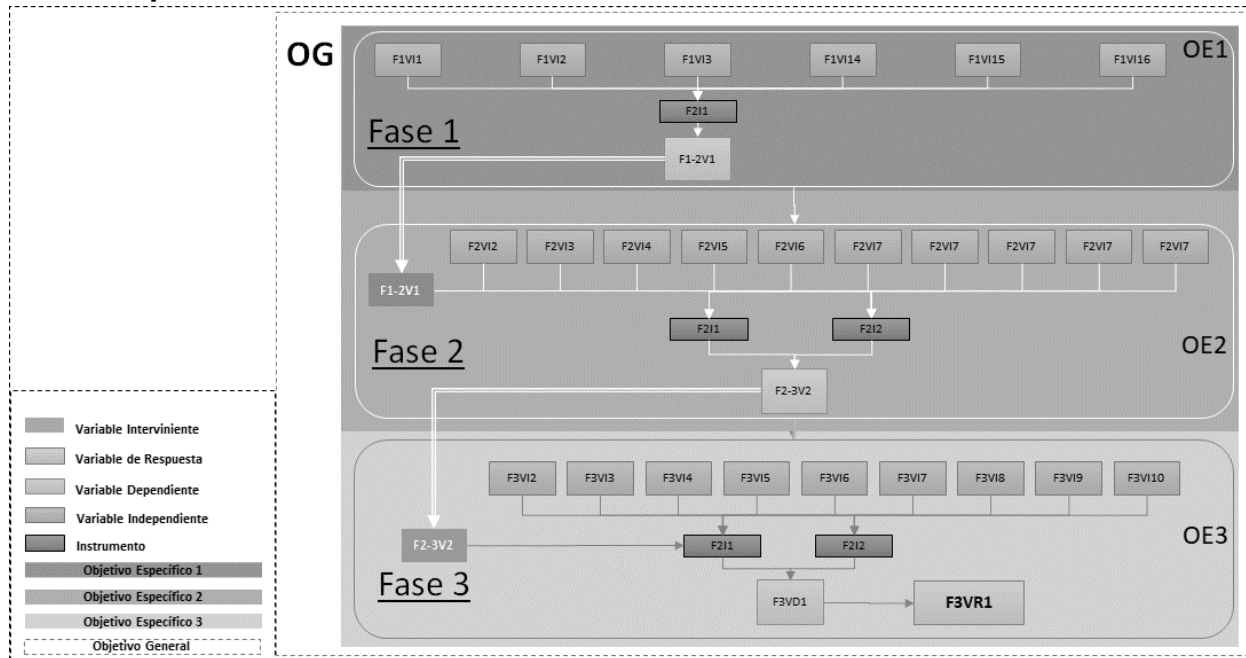 OG
OE1
F1VI1 F1VI2 F1VI3 F1VI14 F1VI15 F1VI16
F2I1
Fase 1
F1-2V1
F2VI2 F2VI3 F2VI4 F2VI5 F2VI6 F2VI7 F2VI7 F2VI7 F2VI7 F2VI7
F1-2V1
F2I1 F2I2
Fase 2
OE2
F2-3V2
F3VI2 F3VI3 F3VI4 F3VI5 F3VI6 F3VI7 F3VI8 F3VI9 F3VI10
F2-3V2
F2I1 F2I2
OE3
Fase 3
F3VD1
F3VR1
Variable Interviniente
Variable de Respuesta
Variable Dependiente
Variable Independiente
Instrumento
Objetivo Específico 1
Objetivo Específico 2
Objetivo Específico 3
Objetivo General